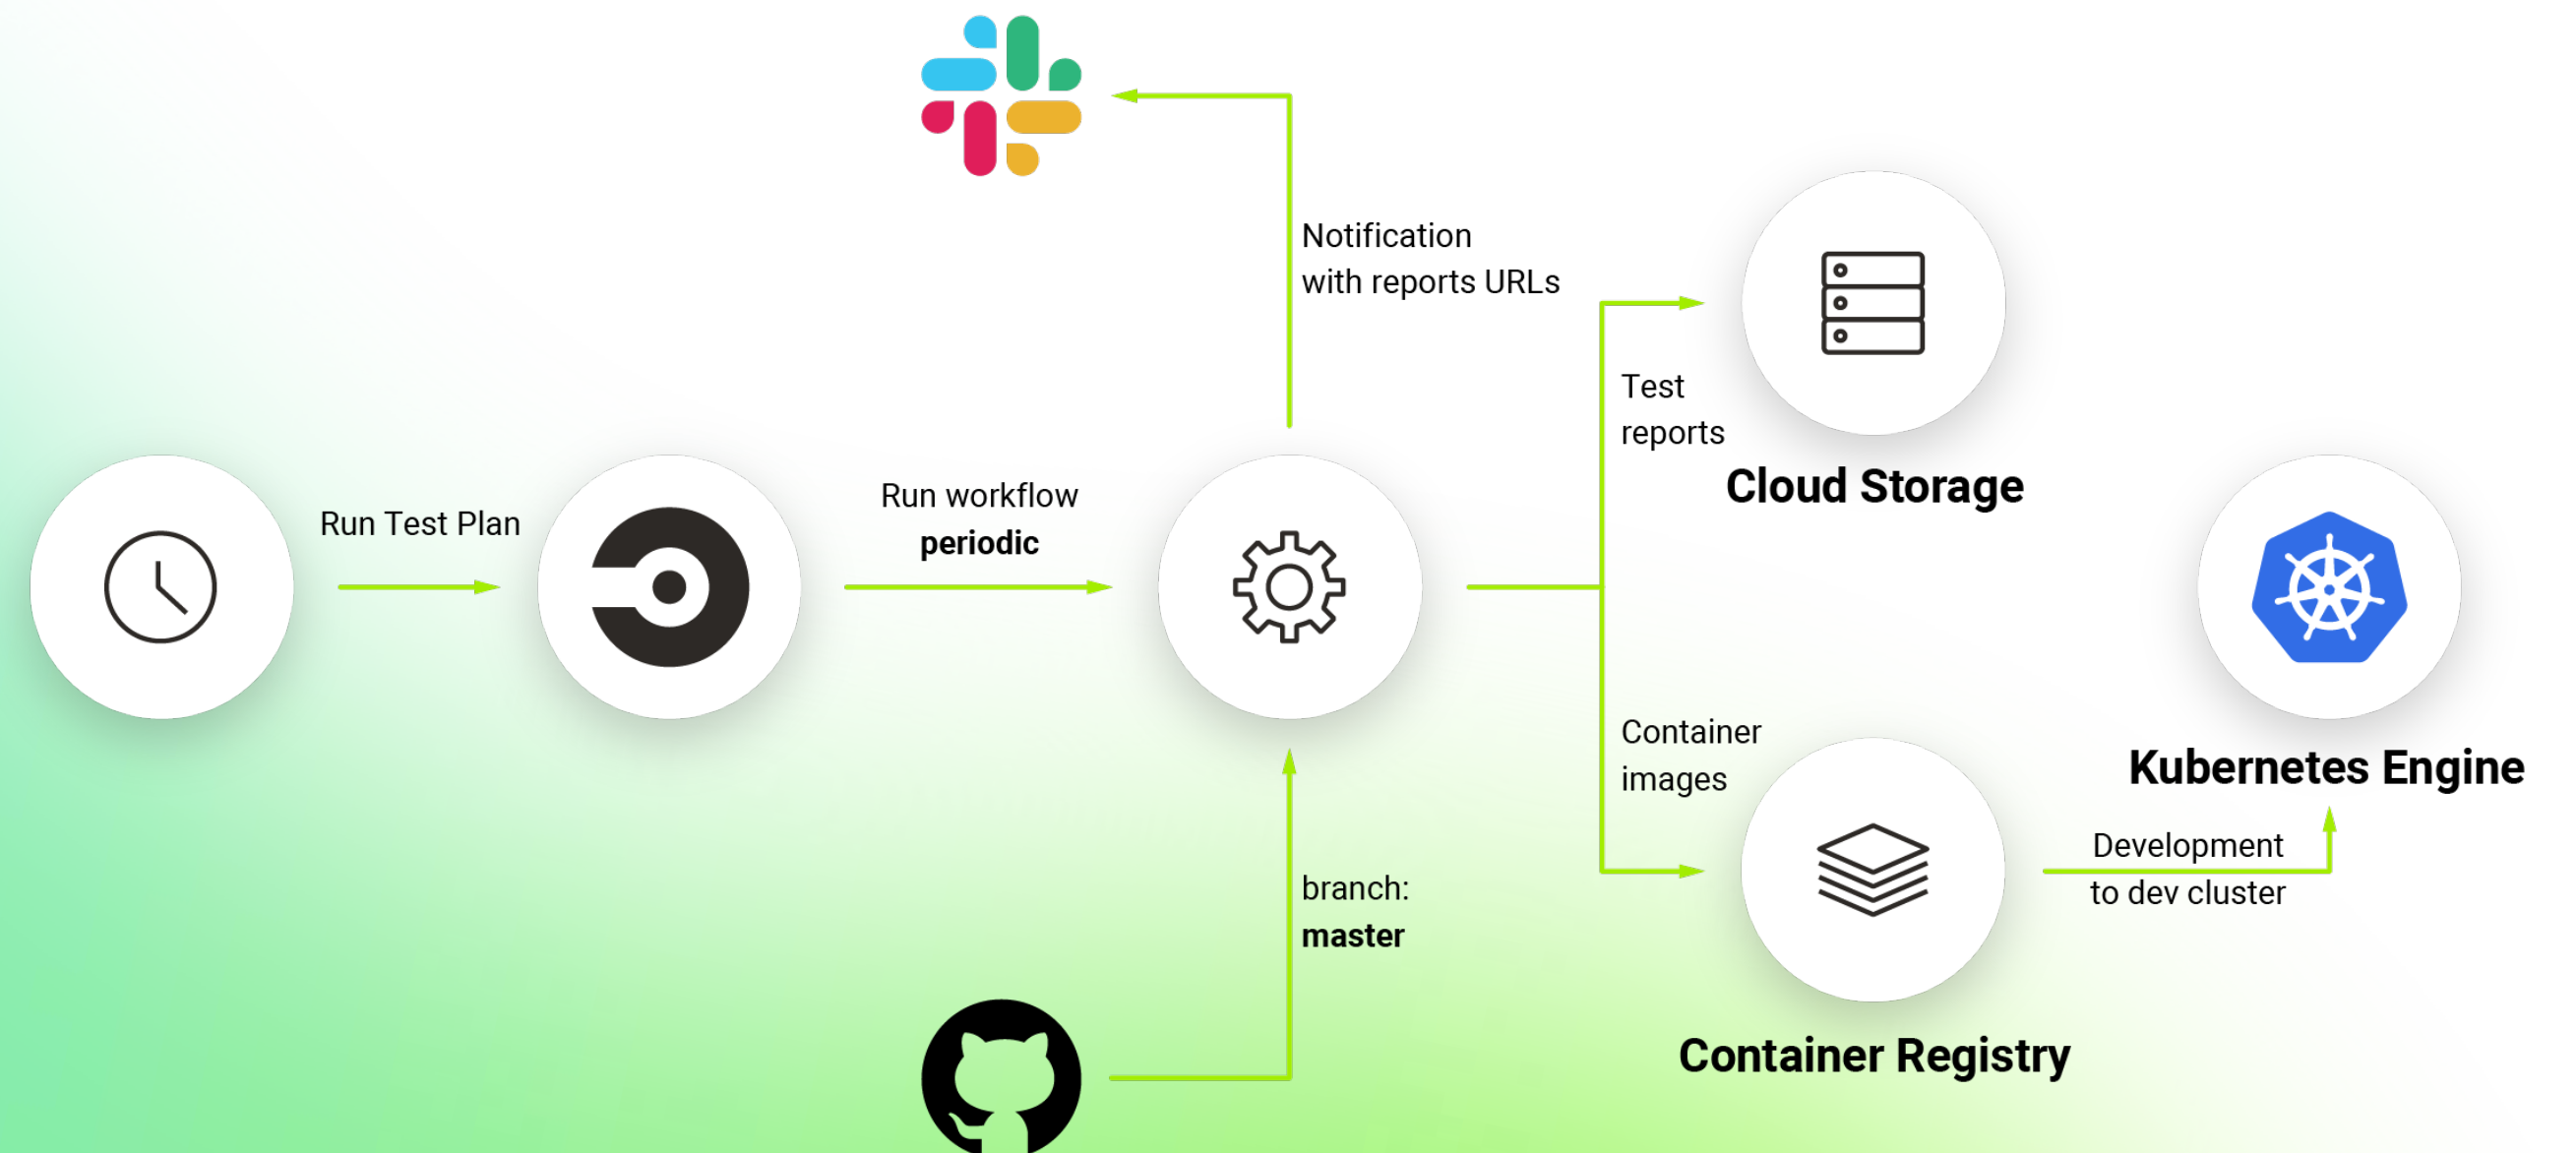 Notification
with reports URLs
Test
reports
Cloud Storage
Run Test Plan
Run workflow
periodic
Container
images
Kubernetes Engine
Development
to dev cluster
branch:
master
Container Registry